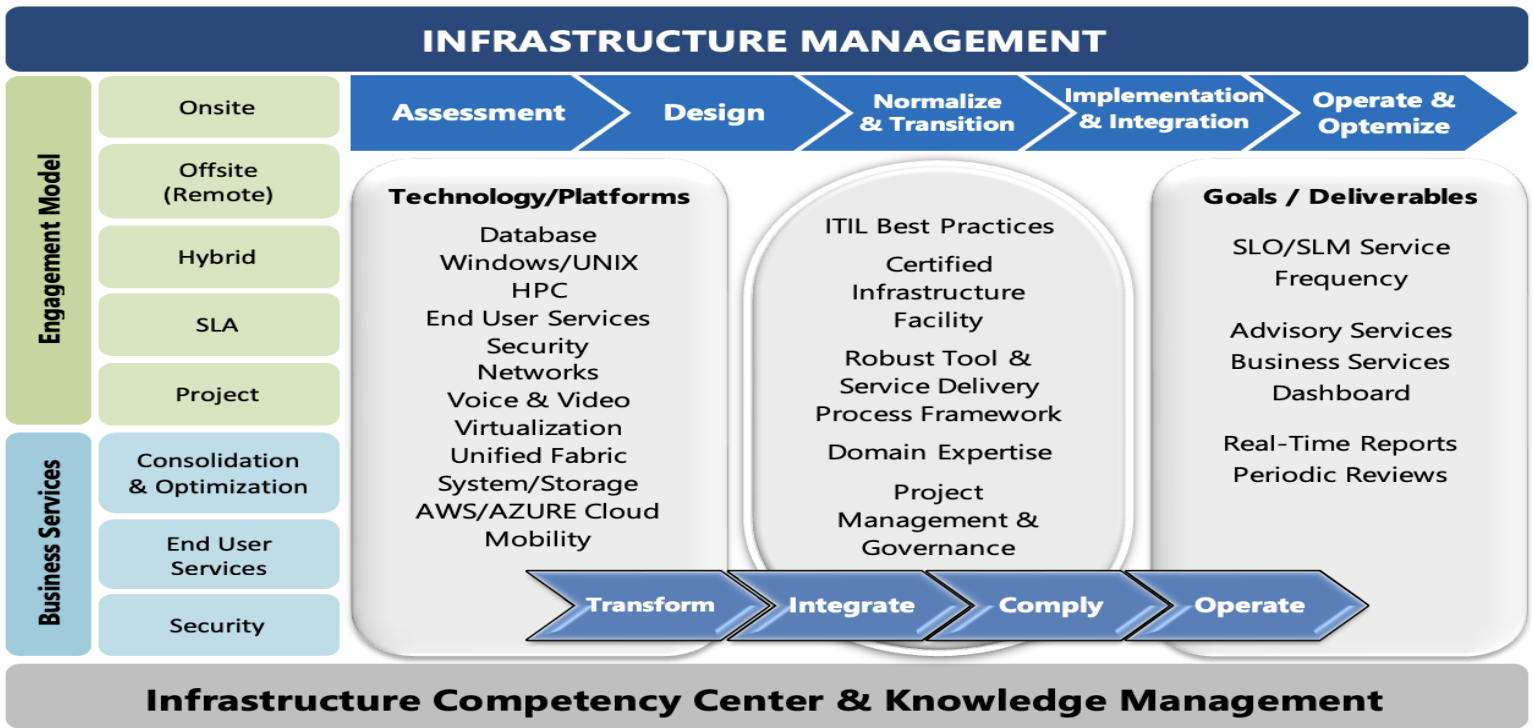 INFRASTRUCTURE MANAGEMENT
Engagement Model
Onsite
Offsite
(Remote)
Hybrid
SLA
Project
Business Services
Consolidation
& Optimization
End User
Services
Security
Assessment
Design
Normalize
& Transition
Implementation
& Integration
Operate &
Optemize
Technology/Platforms
Database
Windows/UNIX
HPC
End User Services
Security
Networks
Voice & Video
Virtualization
Unified Fabric
System/Storage
AWS/AZURE Cloud
Mobility
ITIL Best Practices
Certified
Infrastructure
Facility
Robust Tool &
Service Delivery
Process Framework
Domain Expertise
Project
Management &
Governance
Goals / Deliverables
SLO/SLM Service
Frequency
Advisory Services
Business Services
Dashboard
Real-Time Reports
Periodic Reviews
Transform
Integrate
Comply
Operate
Infrastructure Competency Center & Knowledge Management